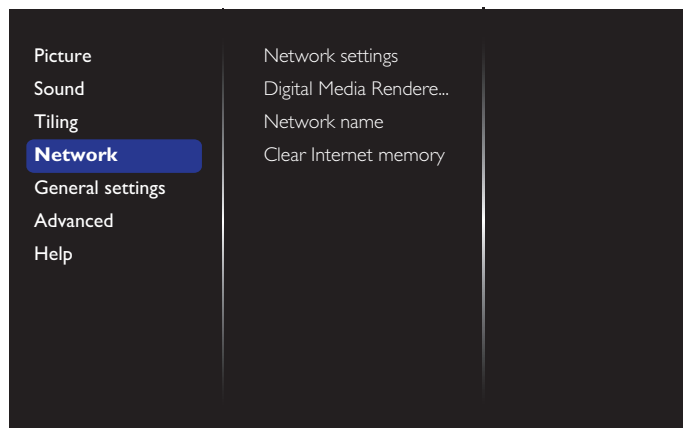 Picture
Sound
Tiling
Network
General settings
Advanced
Help
Network settings
Digital Media Rendere...
Network name
Clear Internet memory